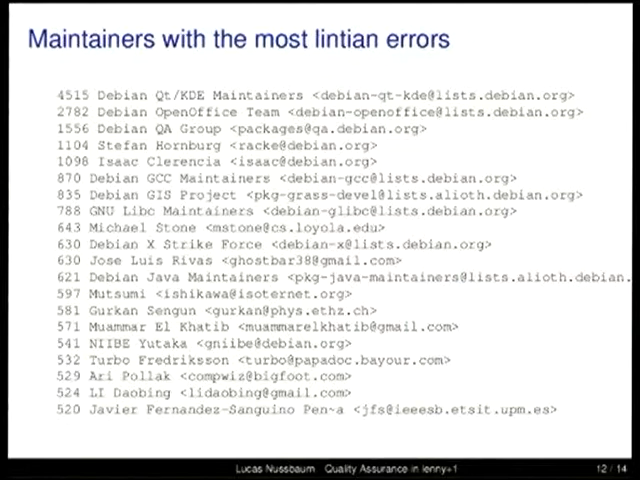 Maintainers with the most lintian errors
4515 Debian Qt/KDE Maintainers <debian-qt-kde@lists.debian.org>
2782 Debian OpenOffice Team <debian-openoffice@lists.debian.org>
1556 Debian QA Group <packages@qa.debian.org>
1104 Stefan Hornburg <racke@debian.org>
1098 Isaac Clerencia <isaac@debian.org>
870 Debian GCC Maintainers <debian-gcc@lists.debian.org>
835 Debian GIS Project <pkg-grass-devel@lists.alioth.debian.org>
788 GNU Libc Maintainers <debian-glibc@lists.debian.org>
643 Michael Stone <mstone@cs.loyola.edu>
630 Debian X Strike Force <debian-x@lists.debian.org>
630 Jose Luis Rivas <ghostbar38@gmail.com>
621 Debian Java Maintainers <pkg-java-maintainers@lists.alioth.debian.
597 Mutsumi <ishikawa@isoternet.org>
581 Gurkan Sengun <gurkan@phys.ethz.ch>
571 Muammar El Khatib <muammarelkhatib@gmail.com>
541 NIIBE Yutaka <gniibe@debian.org>
532 Turbo Fredriksson <turbo@papadoc.bayour.com>
529 Ari Pollak <compwiz@bigfoot.com>
524 LI Daobing <lidaobing@gmail.com>
520 Javier Fernandez-Sanguino Pen~a <jfs@ieeesb.etsit.upm.es>
Lucas Nussbaum Quality Assurance in lenny+1 12 / 14